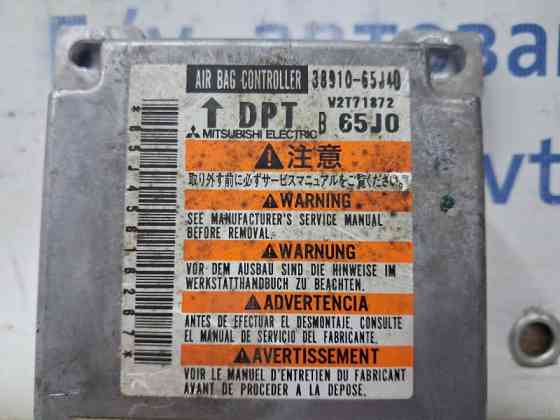 AIR BAG CONTROLLER 38910-65J40
↑ DPT B V2T71872
65J0
MITSUBISHI ELECTRIC
⚠注意
取り外す前に必ずサービスマニュアルをご覧ください
⚠WARNING
SEE MANUFACTURER'S SERVICE MANUAL
BEFORE REMOVAL.
⚠WARNUNG
VOR DEM AUSBAU SIND DIE HINWEISE IM
WERKSTATTHANDBUCH ZU BEACHTEN.
⚠ADVERTENCIA
ANTES DE EFECTUAR EL DESMONTAJE, CONSULTE
EL MANUAL DE SERVICIO DEL FABRICANTE.
⚠AVERTISSEMENT
VOIR LE MANUEL D'ENTRETIEN DU FABRICANT
AVANT DE PROCEDER A LA DEPOSE.